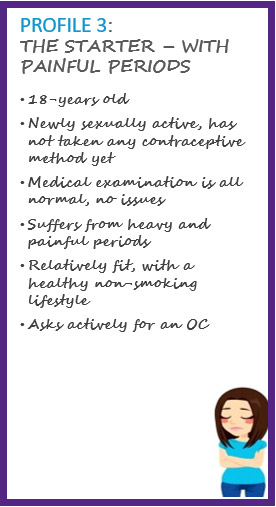 PROFILE 3:
THE STARTER – WITH
PAINFUL PERIODS
• 18-years old
• Newly sexually active, has
not taken any contraceptive
method yet
• Medical examination is all
normal, no issues
• Suffers from heavy and
painful periods
• Relatively fit, with a
healthy non-smoking
lifestyle
• Asks actively for an OC